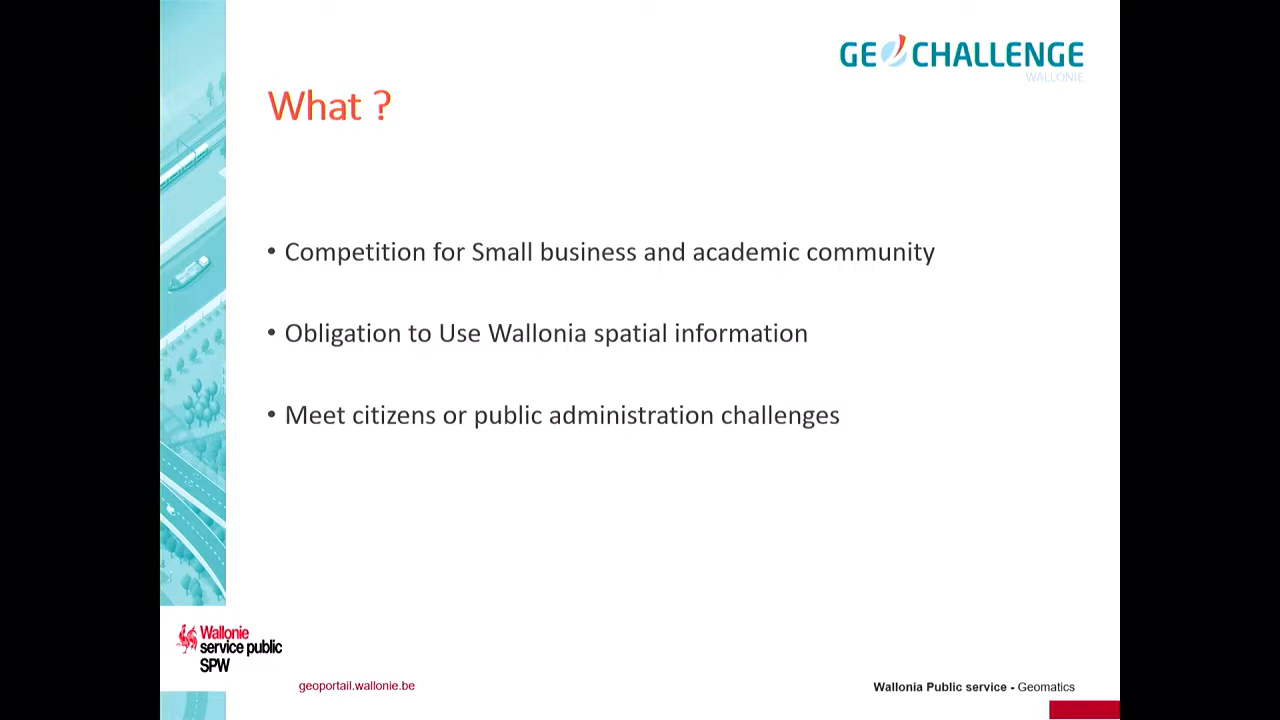 GEOCHALLENGE
WALLONIE
What ?
• Competition for Small business and academic community
• Obligation to Use Wallonia spatial information
• Meet citizens or public administration challenges
Wallonie
service public
SPW
geoportail.wallonie.be
Wallonia Public service - Geomatics